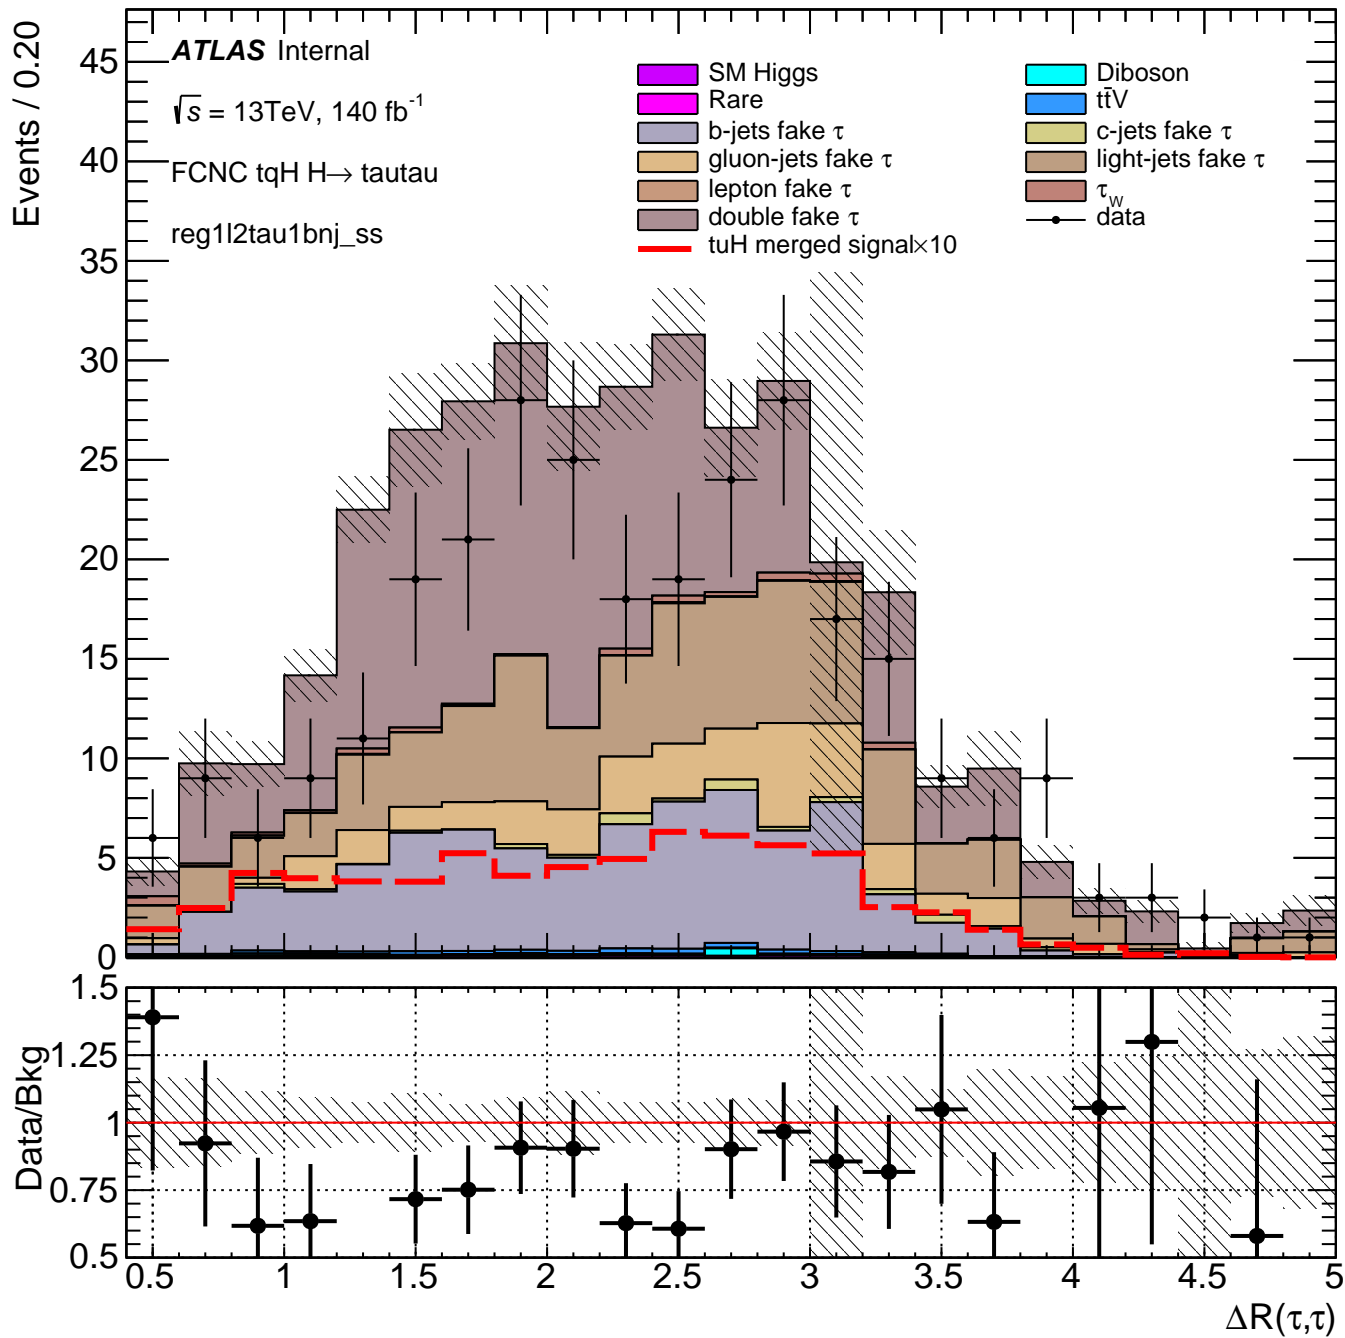 Events / 0.20
45
40
35
30
25
20
15
10
5
0
ATLAS Internal
√s = 13TeV, 140 fb⁻¹
FCNC tqH H→ tautau
reg1l2tau1bnj_ss
SM Higgs
Rare
b-jets fake τ
gluon-jets fake τ
lepton fake τ
double fake τ
tuH merged signal×10
Diboson
tt̄V
c-jets fake τ
light-jets fake τ
τ_W
data
Data/Bkg
1.5
1.25
1
0.75
0.5
0.5 1 1.5 2 2.5 3 3.5 4 4.5 5
ΔR(τ,τ)